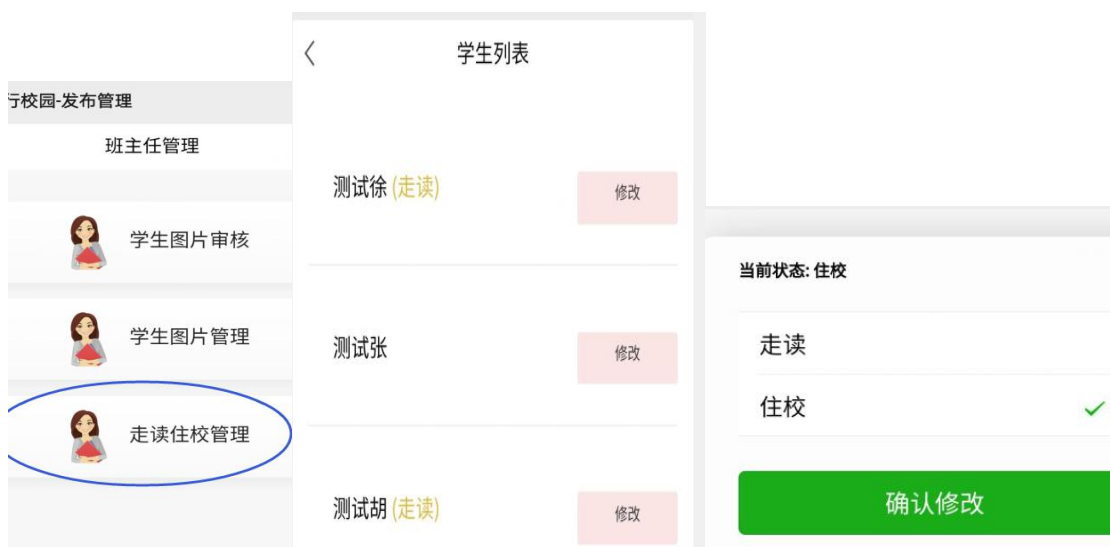 行校园-发布管理
班主任管理
学生图片审核
学生图片管理
走读住校管理
学生列表
测试徐 (走读)
修改
测试张
修改
测试胡 (走读)
修改
当前状态: 住校
走读
住校
确认修改